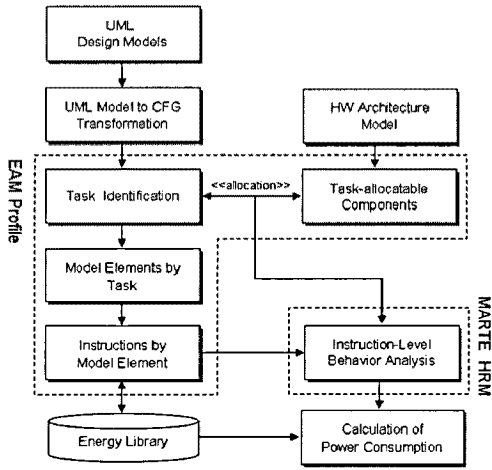 UML
Design Models
UML Model to CFG
Transformation
HW Architecture
Model
EAM Profile
Task Identification
<<allocation>>
Task-allocatable
Components
Model Elements by
Task
Instructions by
Model Element
Instruction-Level
Behavior Analysis
MARTE HRM
Energy Library
Calculation of
Power Consumption